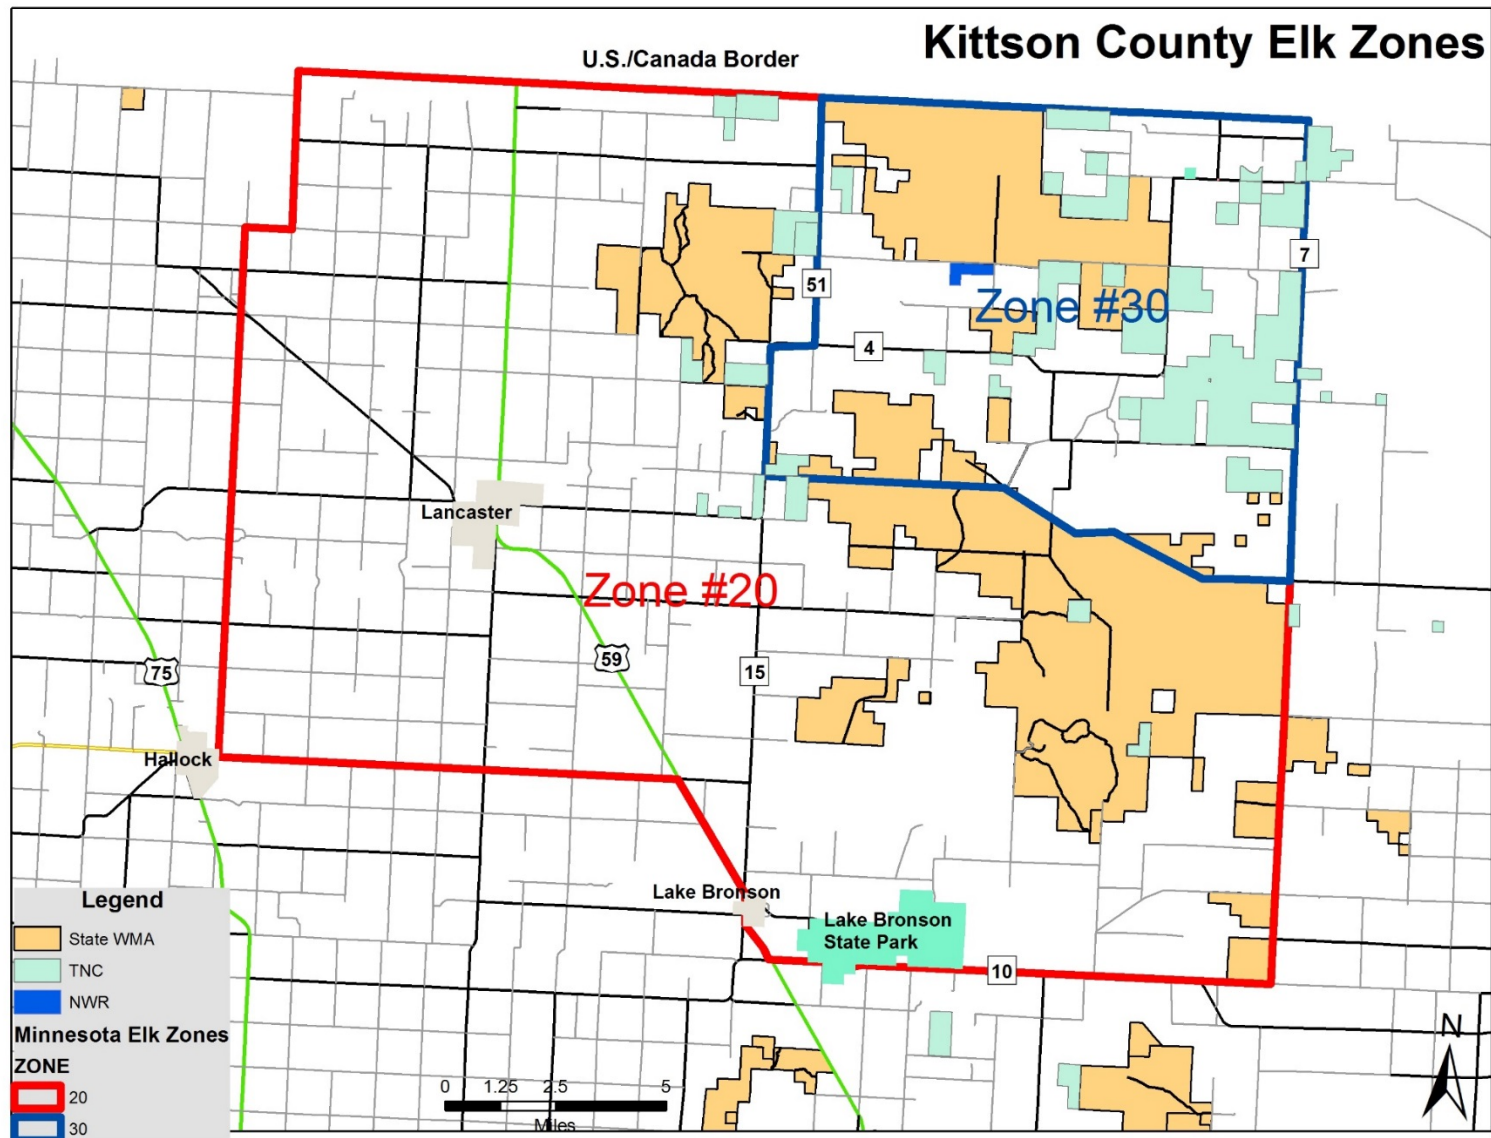 Kittson County Elk Zones
U.S./Canada Border
7
51
Zone #30
4
Lancaster
Zone #20
59
75
15
Hallock
Lake Bronson
Lake Bronson
State Park
10
Legend
State WMA
TNC
NWR
Minnesota Elk Zones
ZONE
20
30
0 1.25 2.5 5
Miles
N